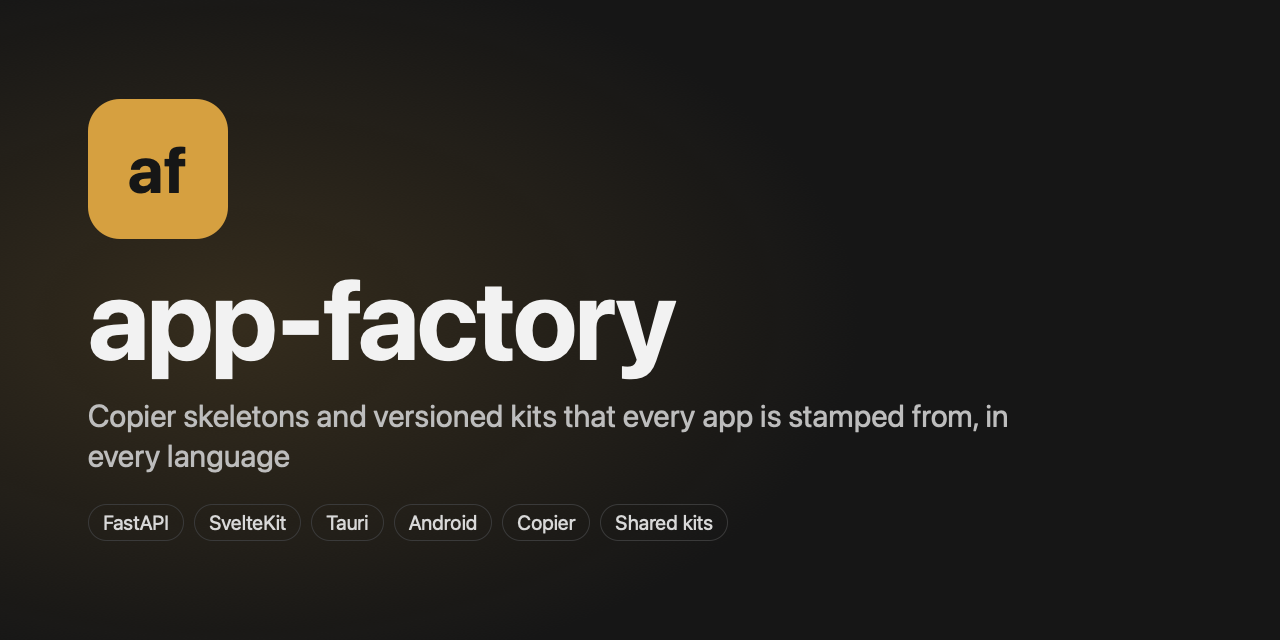 af
app-factory
Copier skeletons and versioned kits that every app is stamped from, in
every language
FastAPI SvelteKit Tauri Android Copier Shared kits